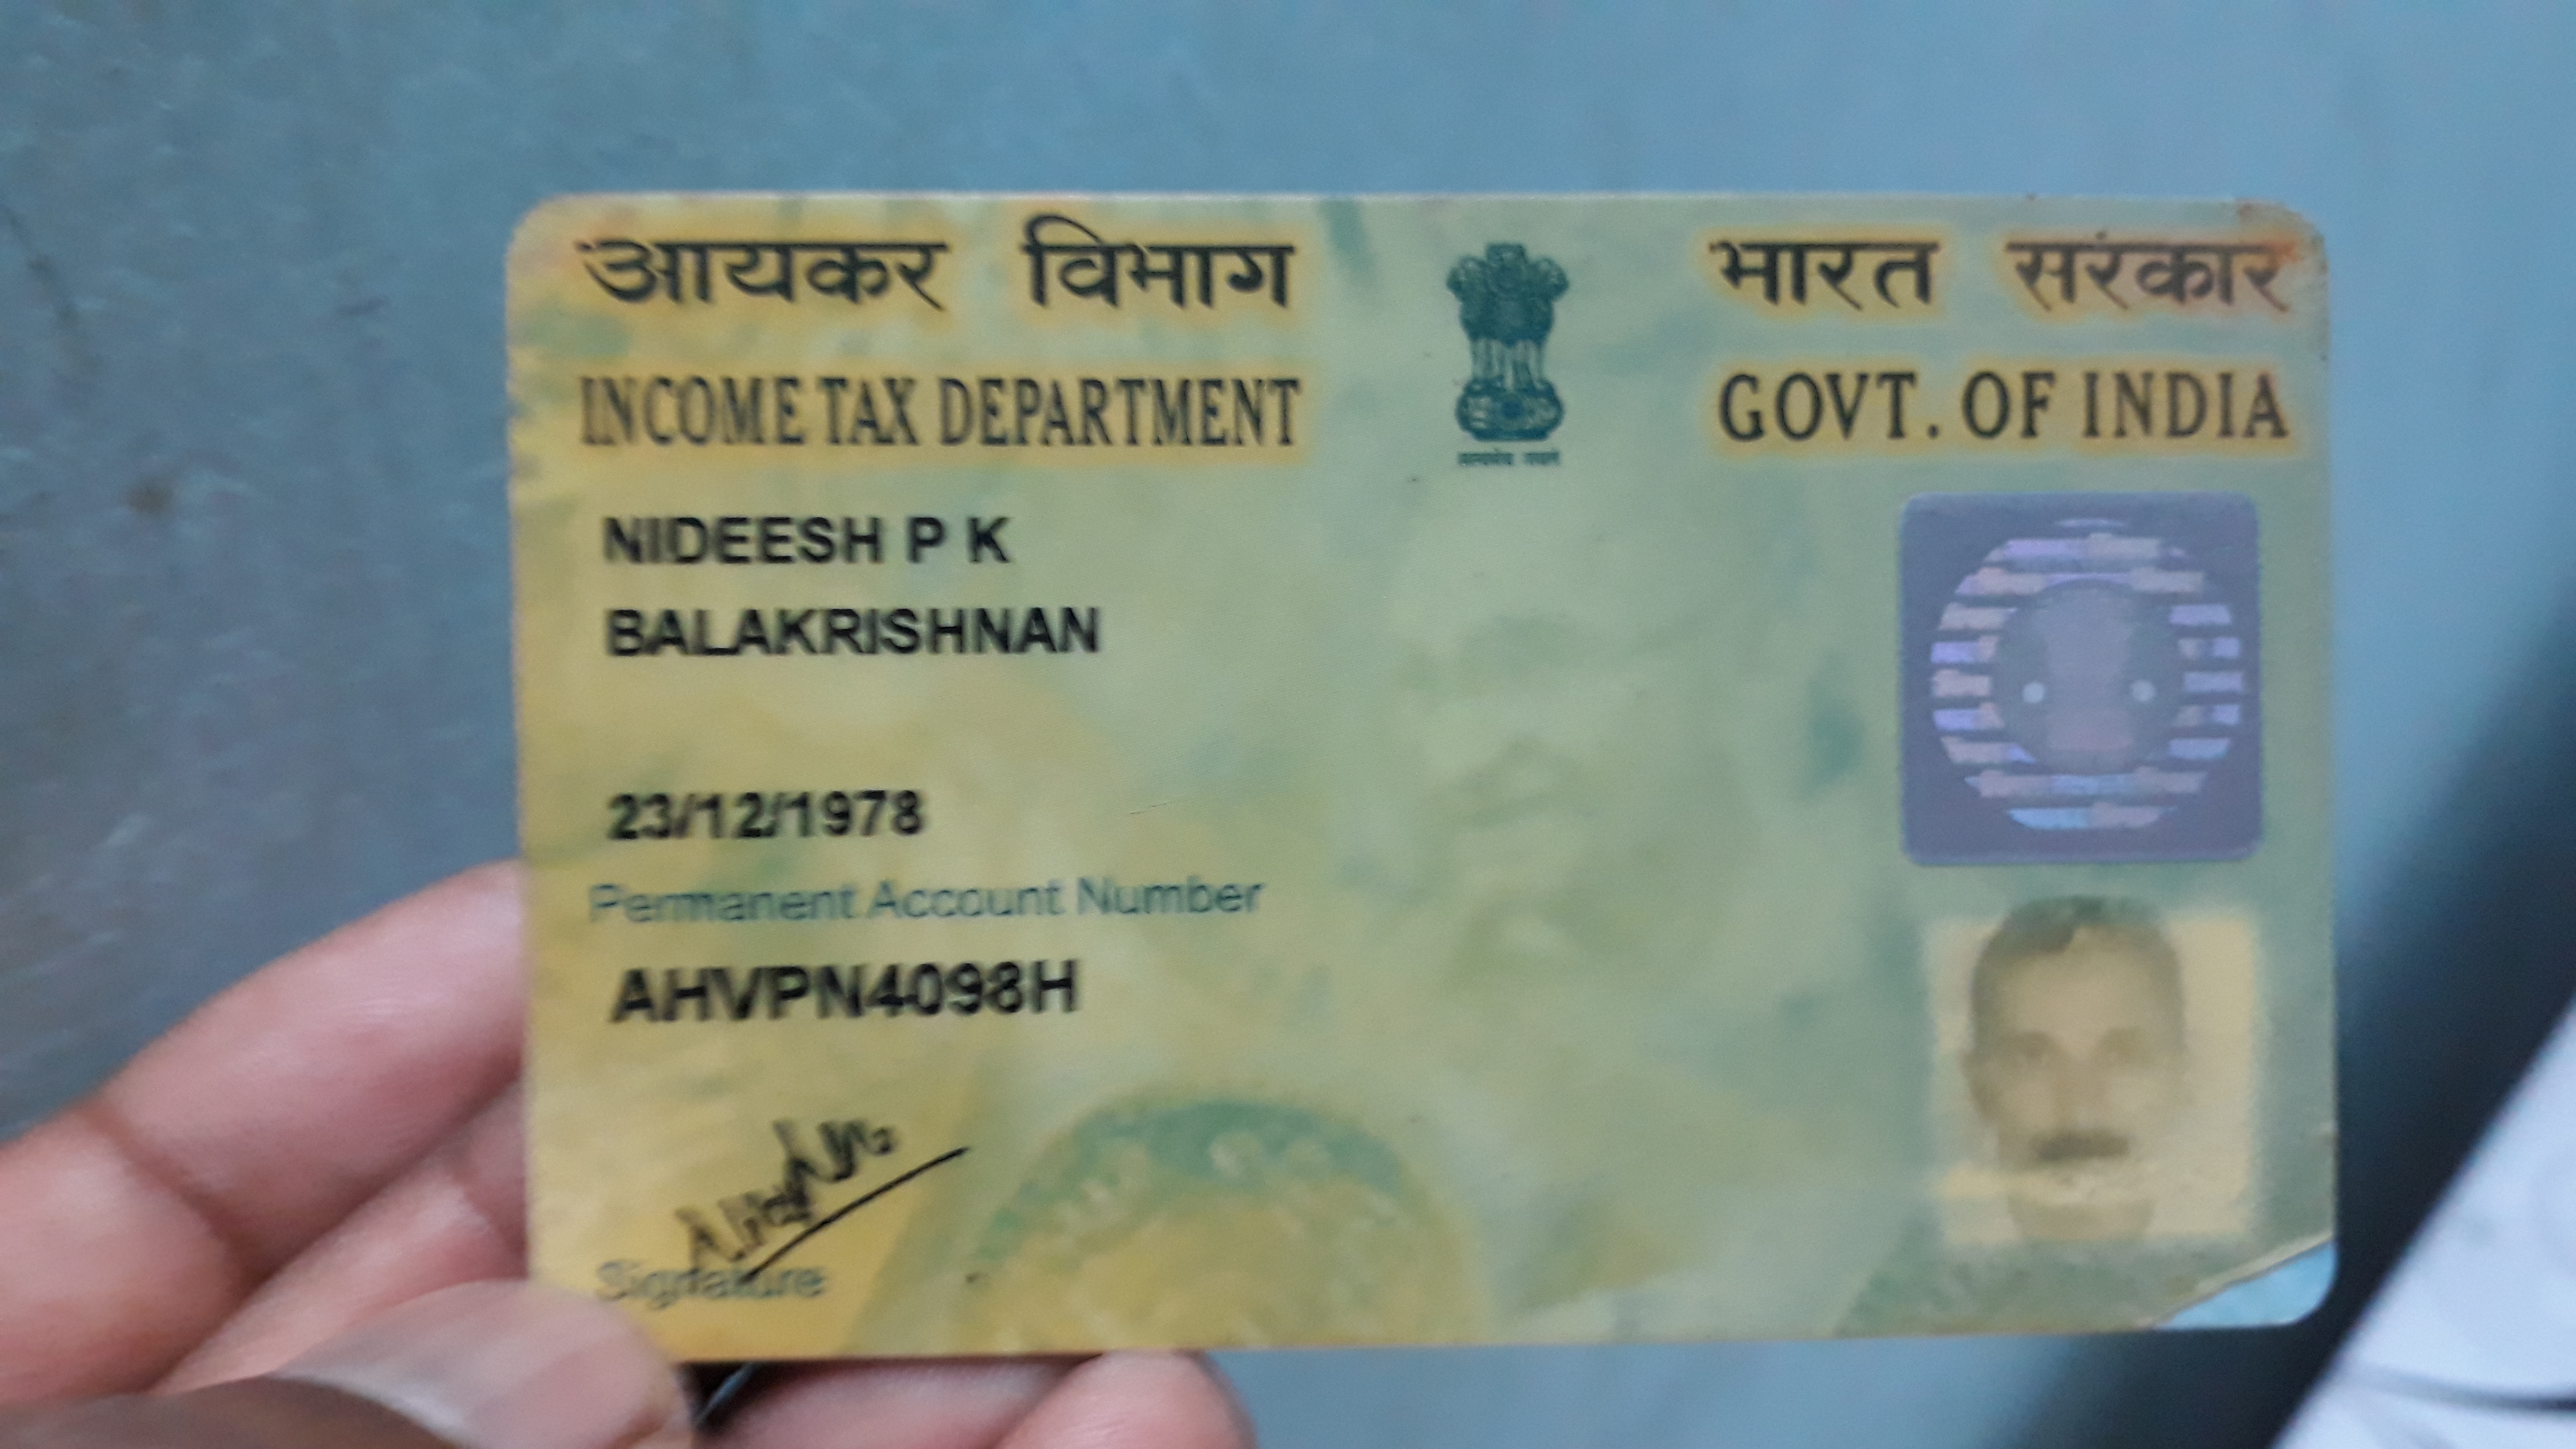 आयकर विभाग
INCOME TAX DEPARTMENT
भारत सरकार
GOVT. OF INDIA
सत्यमेव जयते
NIDEESH P K
BALAKRISHNAN
23/12/1978
Permanent Account Number
AHVPN4098H
Signature